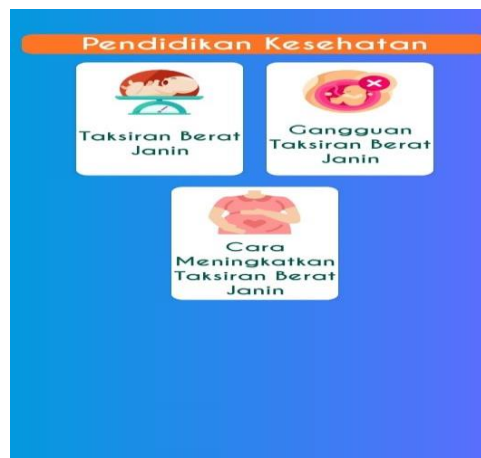 Pendidikan Kesehatan
Taksiran Berat
Janin
Gangguan
Taksiran Berat
Janin
Cara
Meningkatkan
Taksiran Berat
Janin